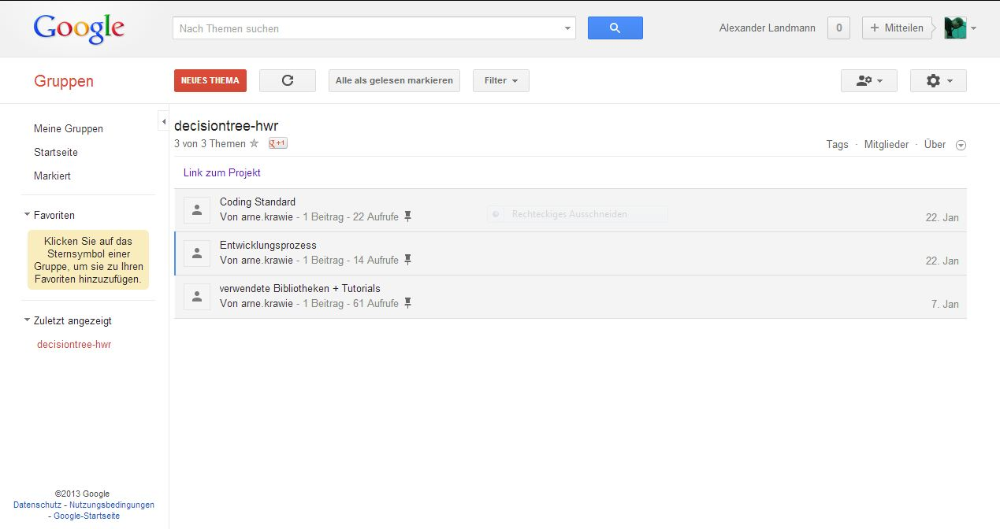 Google
Nach Themen suchen
Alexander Landmann
0
+ Mitteilen
Gruppen
NEUES THEMA
Alle als gelesen markieren
Filter
Meine Gruppen
Startseite
Markiert
Favoriten
Klicken Sie auf das
Sternsymbol einer
Gruppe, um sie zu Ihren
Favoriten hinzuzufügen.
Zuletzt angezeigt
decisiontree-hwr
©2013 Google
Datenschutz - Nutzungsbedingungen
- Google-Startseite
decisiontree-hwr
3 von 3 Themen
g +1
Tags · Mitglieder · Über
Link zum Projekt
Coding Standard
Von arne.krawie - 1 Beitrag - 22 Aufrufe
Rechteckiges Ausschneiden
22. Jan
Entwicklungsprozess
Von arne.krawie - 1 Beitrag - 14 Aufrufe
22. Jan
verwendete Bibliotheken + Tutorials
Von arne.krawie - 1 Beitrag - 61 Aufrufe
7. Jan